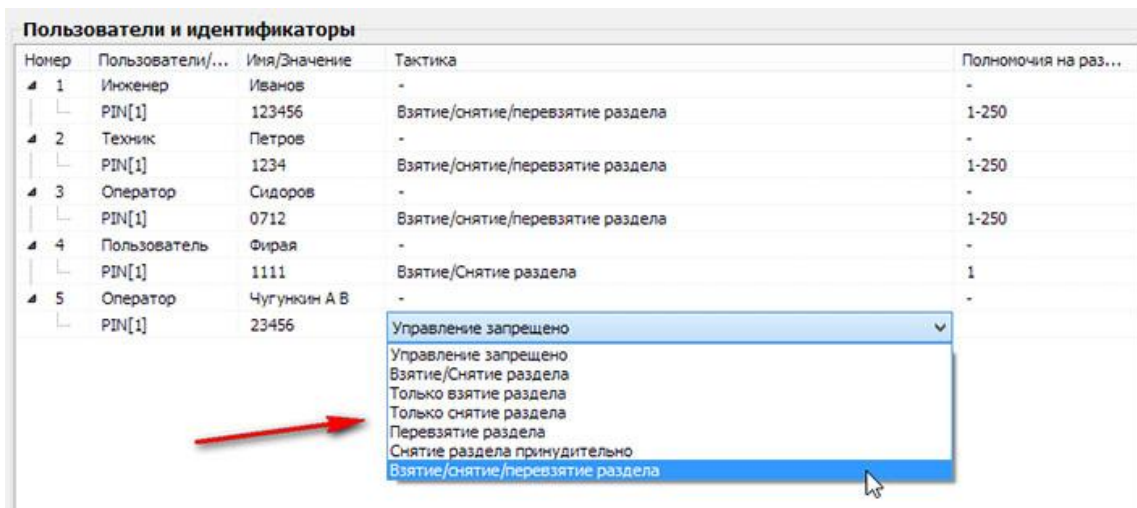 Пользователи и идентификаторы
Номер Пользователи/... Имя/Значение Тактика Полномочия на раз...
1 Инженер Иванов - -
PIN[1] 123456 Взятие/снятие/перевзятие раздела 1-250
2 Техник Петров - -
PIN[1] 1234 Взятие/снятие/перевзятие раздела 1-250
3 Оператор Сидоров - -
PIN[1] 0712 Взятие/снятие/перевзятие раздела 1-250
4 Пользователь Фирая - -
PIN[1] 1111 Взятие/Снятие раздела 1
5 Оператор Чугункин А В - -
PIN[1] 23456 Управление запрещено
Управление запрещено
Взятие/Снятие раздела
Только взятие раздела
Только снятие раздела
Перевзятие раздела
Снятие раздела принудительно
Взятие/снятие/перевзятие раздела